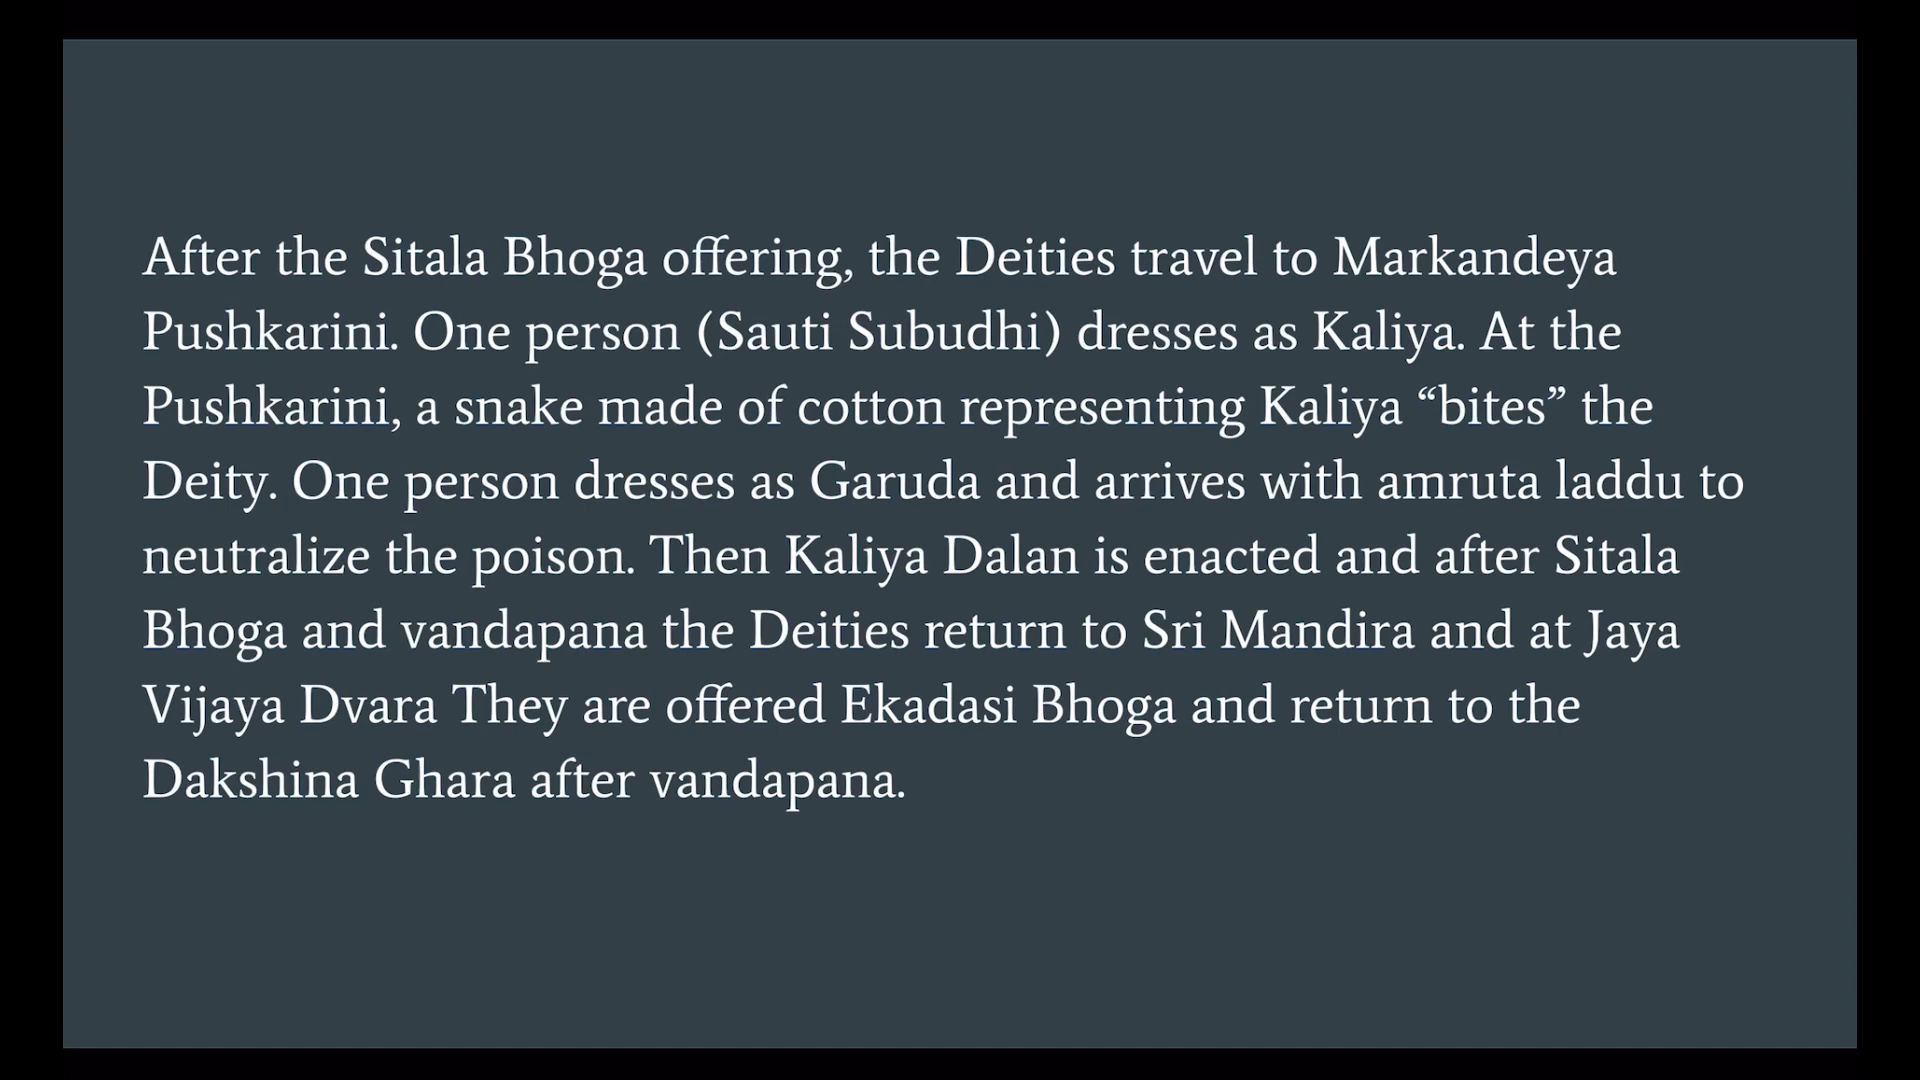 After the Sitala Bhoga offering, the Deities travel to Markandeya
Pushkarini. One person (Sauti Subudhi) dresses as Kaliya. At the
Pushkarini, a snake made of cotton representing Kaliya “bites” the
Deity. One person dresses as Garuda and arrives with amruta laddu to
neutralize the poison. Then Kaliya Dalan is enacted and after Sitala
Bhoga and vandapana the Deities return to Sri Mandira and at Jaya
Vijaya Dvara They are offered Ekadasi Bhoga and return to the
Dakshina Ghara after vandapana.